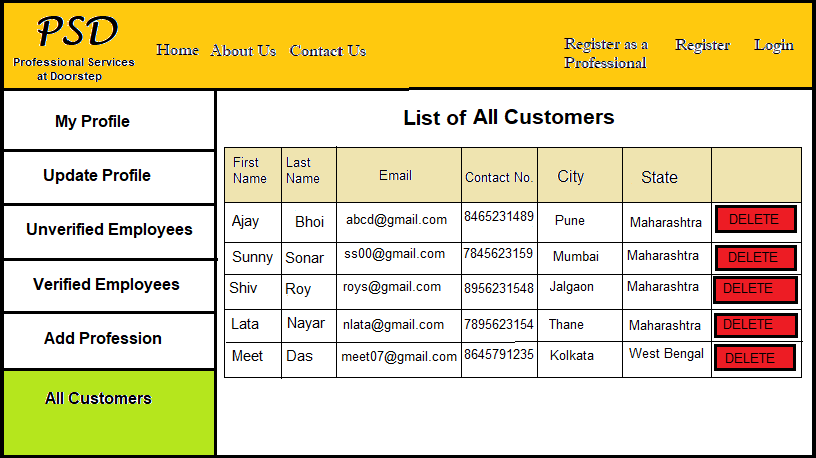 PSD
Professional Services
at Doorstep
Home About Us Contact Us
Register as a
Professional
Register Login
My Profile
Update Profile
Unverified Employees
Verified Employees
Add Profession
All Customers
List of All Customers
First Name Last Name Email Contact No. City State
Ajay Bhoi abcd@gmail.com 8465231489 Pune Maharashtra DELETE
Sunny Sonar ss00@gmail.com 7845623159 Mumbai Maharashtra DELETE
Shiv Roy roys@gmail.com 8956231548 Jalgaon Maharashtra DELETE
Lata Nayar nlata@gmail.com 7895623154 Thane Maharashtra DELETE
Meet Das meet07@gmail.com 8645791235 Kolkata West Bengal DELETE